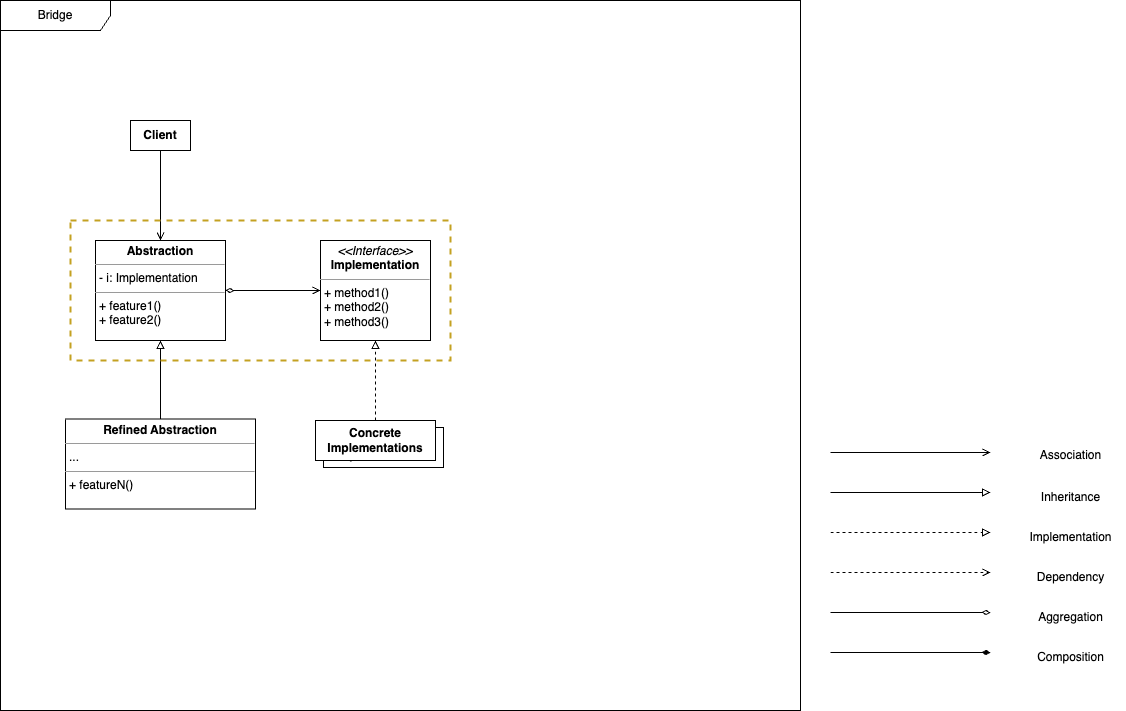 Bridge
Client
Abstraction
- i: Implementation
+ feature1()
+ feature2()
<<Interface>>
Implementation
+ method1()
+ method2()
+ method3()
Refined Abstraction
...
+ featureN()
Concrete
Implementations
Association
Inheritance
Implementation
Dependency
Aggregation
Composition